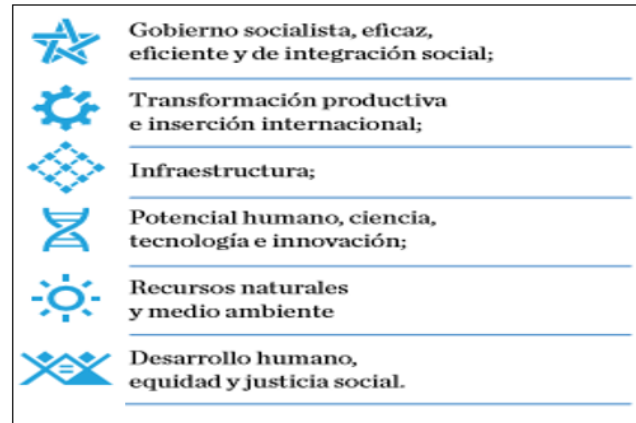 Gobierno socialista, eficaz,
eficiente y de integración social;
Transformación productiva
e inserción internacional;
Infraestructura;
Potencial humano, ciencia,
tecnología e innovación;
Recursos naturales
y medio ambiente
Desarrollo humano,
equidad y justicia social.